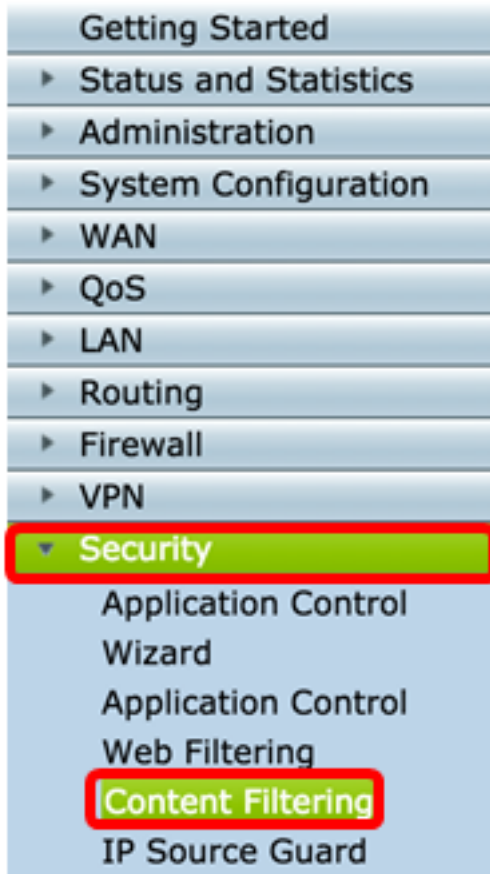 Getting Started
Status and Statistics
Administration
System Configuration
WAN
QoS
LAN
Routing
Firewall
VPN
Security
Application Control
Wizard
Application Control
Web Filtering
Content Filtering
IP Source Guard